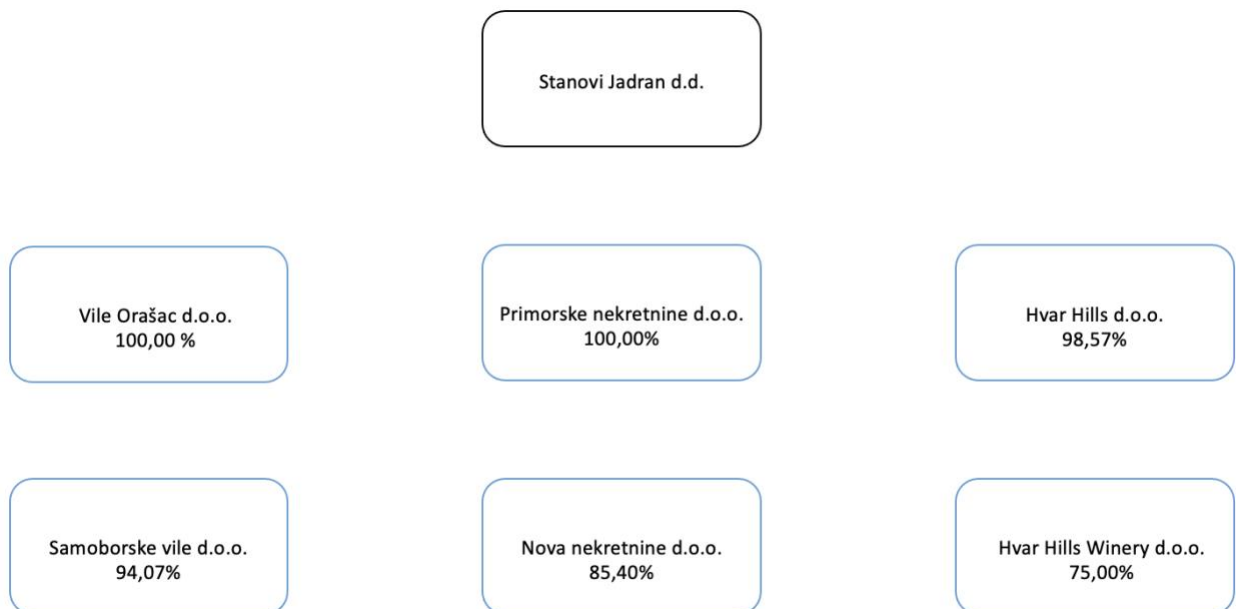 Stanovi Jadran d.d.
Vile Orašac d.o.o.
100,00 %
Primorske nekretnine d.o.o.
100,00%
Hvar Hills d.o.o.
98,57%
Samoborske vile d.o.o.
94,07%
Nova nekretnine d.o.o.
85,40%
Hvar Hills Winery d.o.o.
75,00%